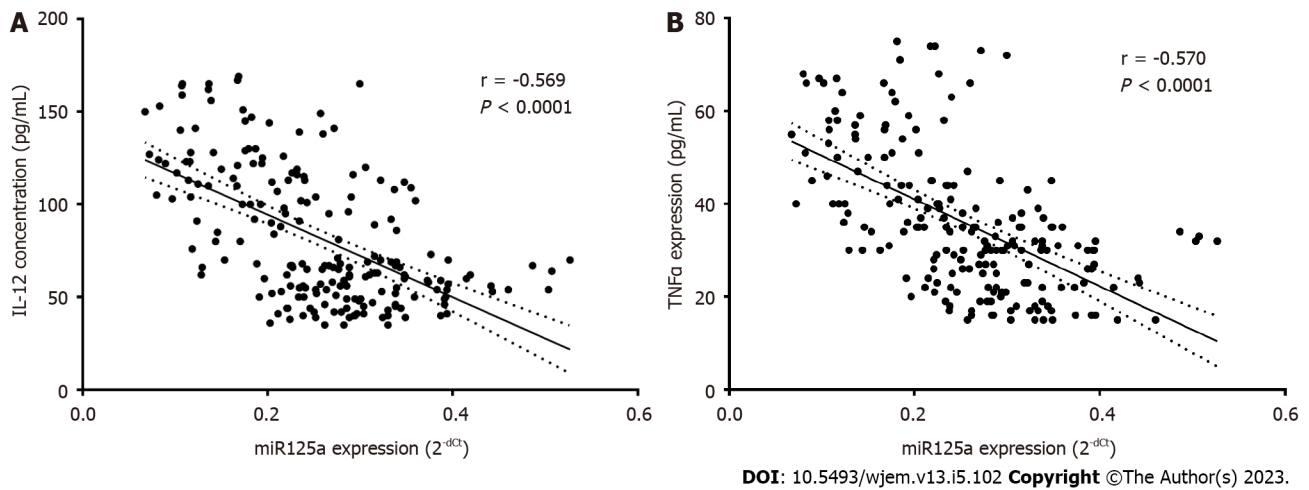 A
200
150
100
50
0
IL-12 concentration (pg/mL)
r = -0.569
P < 0.0001
0.0 0.2 0.4 0.6
miR125a expression (2-dCt)
B
80
60
40
20
0
TNFα expression (pg/mL)
r = -0.570
P < 0.0001
0.0 0.2 0.4 0.6
miR125a expression (2-dCt)
DOI: 10.5493/wjem.v13.i5.102 Copyright ©The Author(s) 2023.